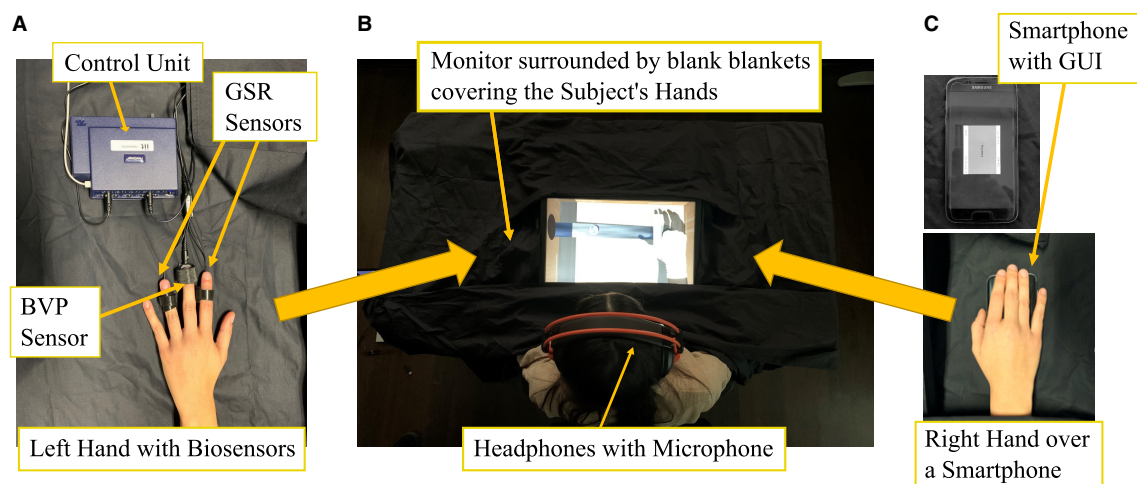 A
Control Unit
GSR
Sensors
BVP
Sensor
Left Hand with Biosensors
B
Monitor surrounded by blank blankets
covering the Subject's Hands
Headphones with Microphone
C
Smartphone
with GUI
SAMSUNG
Right Hand over
a Smartphone